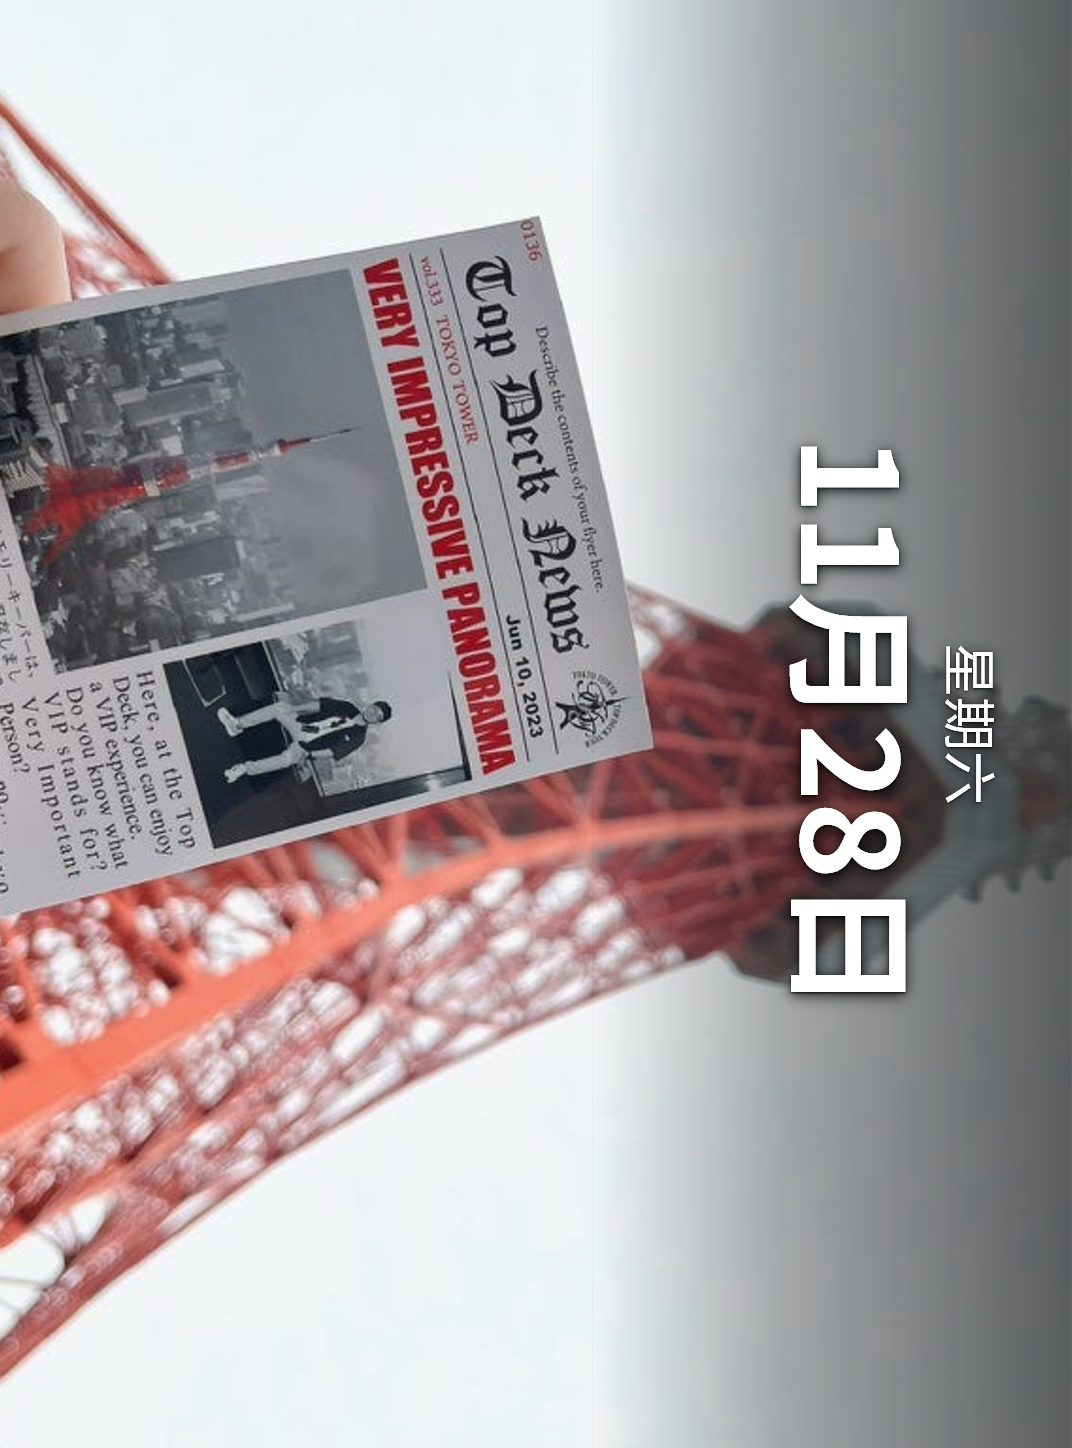 星期六
11月28日
0136
Describe the contents of your flyer here.
Top Deck News
vol.333 TOKYO TOWER
Jun 10, 2023
VERY IMPRESSIVE PANORAMA
Here, at the Top
Deck, you can enjoy
a VIP experience.
Do you know what
VIP stands for?
Very Important
Person?